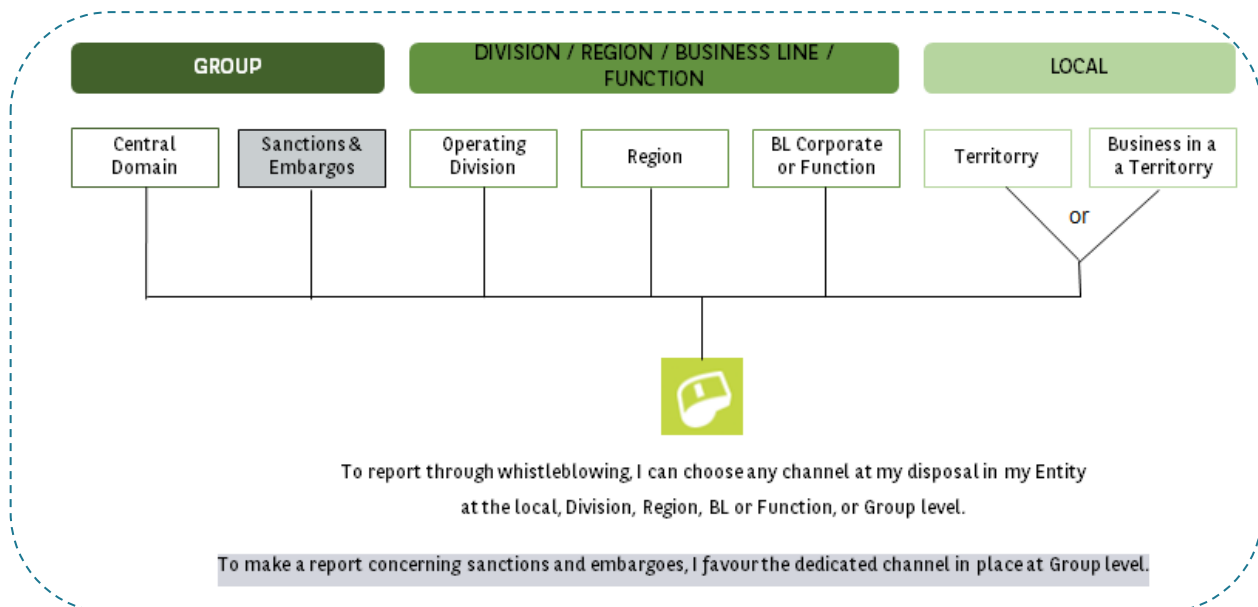 GROUP
DIVISION / REGION / BUSINESS LINE /
FUNCTION
LOCAL
Central
Domain
Sanctions &
Embargos
Operating
Division
Region
BL Corporate
or Function
Territorry
Business in a
a Territorry
or
To report through whistleblowing, I can choose any channel at my disposal in my Entity
at the local, Division, Region, BL or Function, or Group level.
To make a report concerning sanctions and embargoes, I favour the dedicated channel in place at Group level.